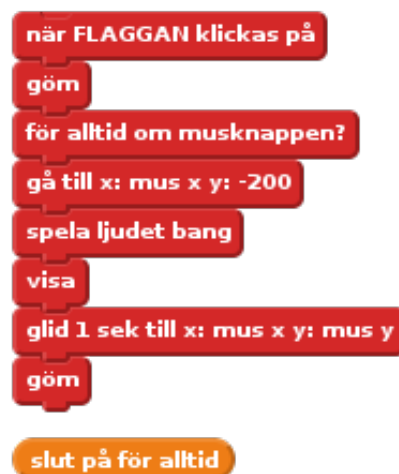 när FLAGGAN klickas på
göm
för alltid om musknappen?
gå till x: mus x y: -200
spela ljudet bang
visa
glid 1 sek till x: mus x y: mus y
göm
slut på för alltid